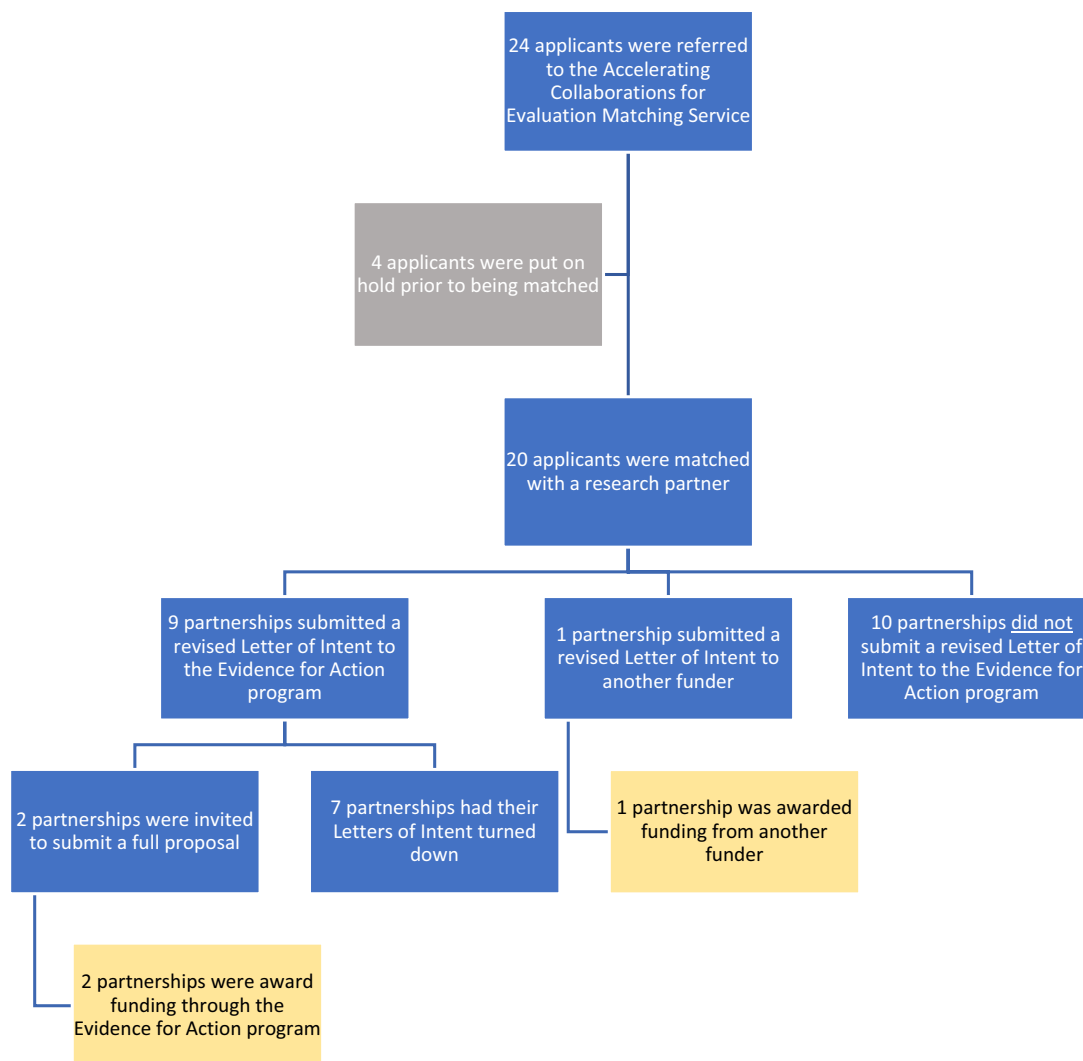 24 applicants were referred
to the Accelerating
Collaborations for
Evaluation Matching Service
4 applicants were put on
hold prior to being matched
20 applicants were matched
with a research partner
9 partnerships submitted a
revised Letter of Intent to
the Evidence for Action
program
1 partnership submitted a
revised Letter of Intent to
another funder
10 partnerships did not
submit a revised Letter of
Intent to the Evidence for
Action program
2 partnerships were invited
to submit a full proposal
7 partnerships had their
Letters of Intent turned
down
1 partnership was awarded
funding from another
funder
2 partnerships were award
funding through the
Evidence for Action program